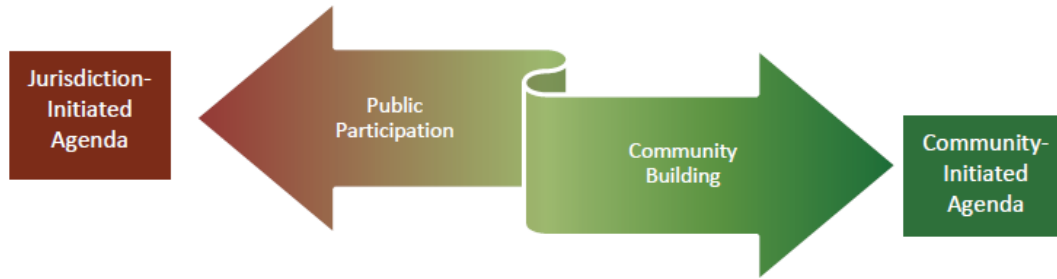 Jurisdiction-
Initiated
Agenda
Public
Participation
Community
Building
Community-
Initiated
Agenda